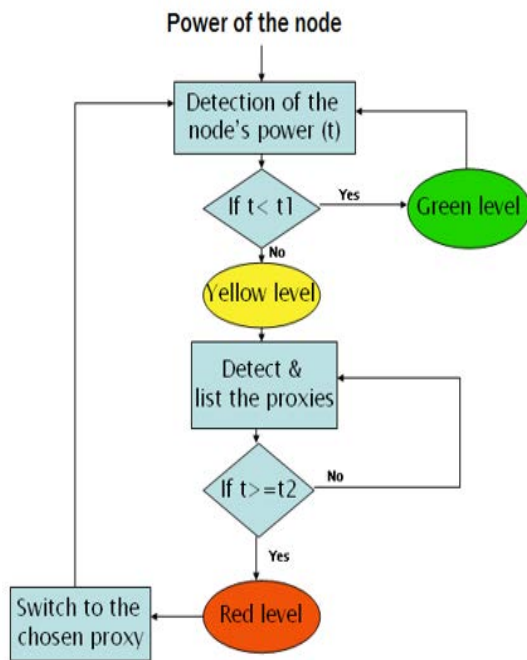 Power of the node
Detection of the
node's power (t)
If t< t1
Yes
Green level
No
Yellow level
Detect &
list the proxies
If t>=t2
No
Yes
Switch to the
chosen proxy
Red level